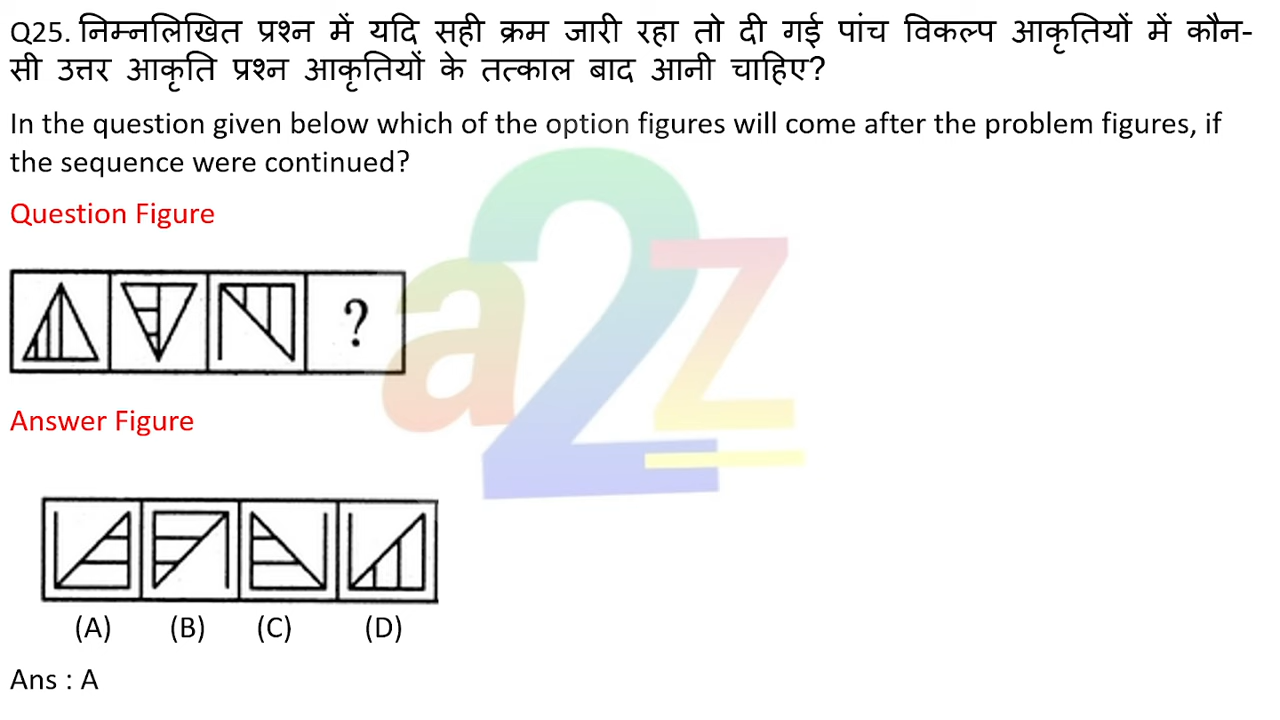 Q25. निम्नलिखित प्रश्न में यदि सही क्रम जारी रहा तो दी गई पांच विकल्प आकृतियों में कौन-
सी उत्तर आकृति प्रश्न आकृतियों के तत्काल बाद आनी चाहिए?
In the question given below which of the option figures will come after the problem figures, if
the sequence were continued?
Question Figure
?
Answer Figure
(A) (B) (C) (D)
Ans : A
a2z